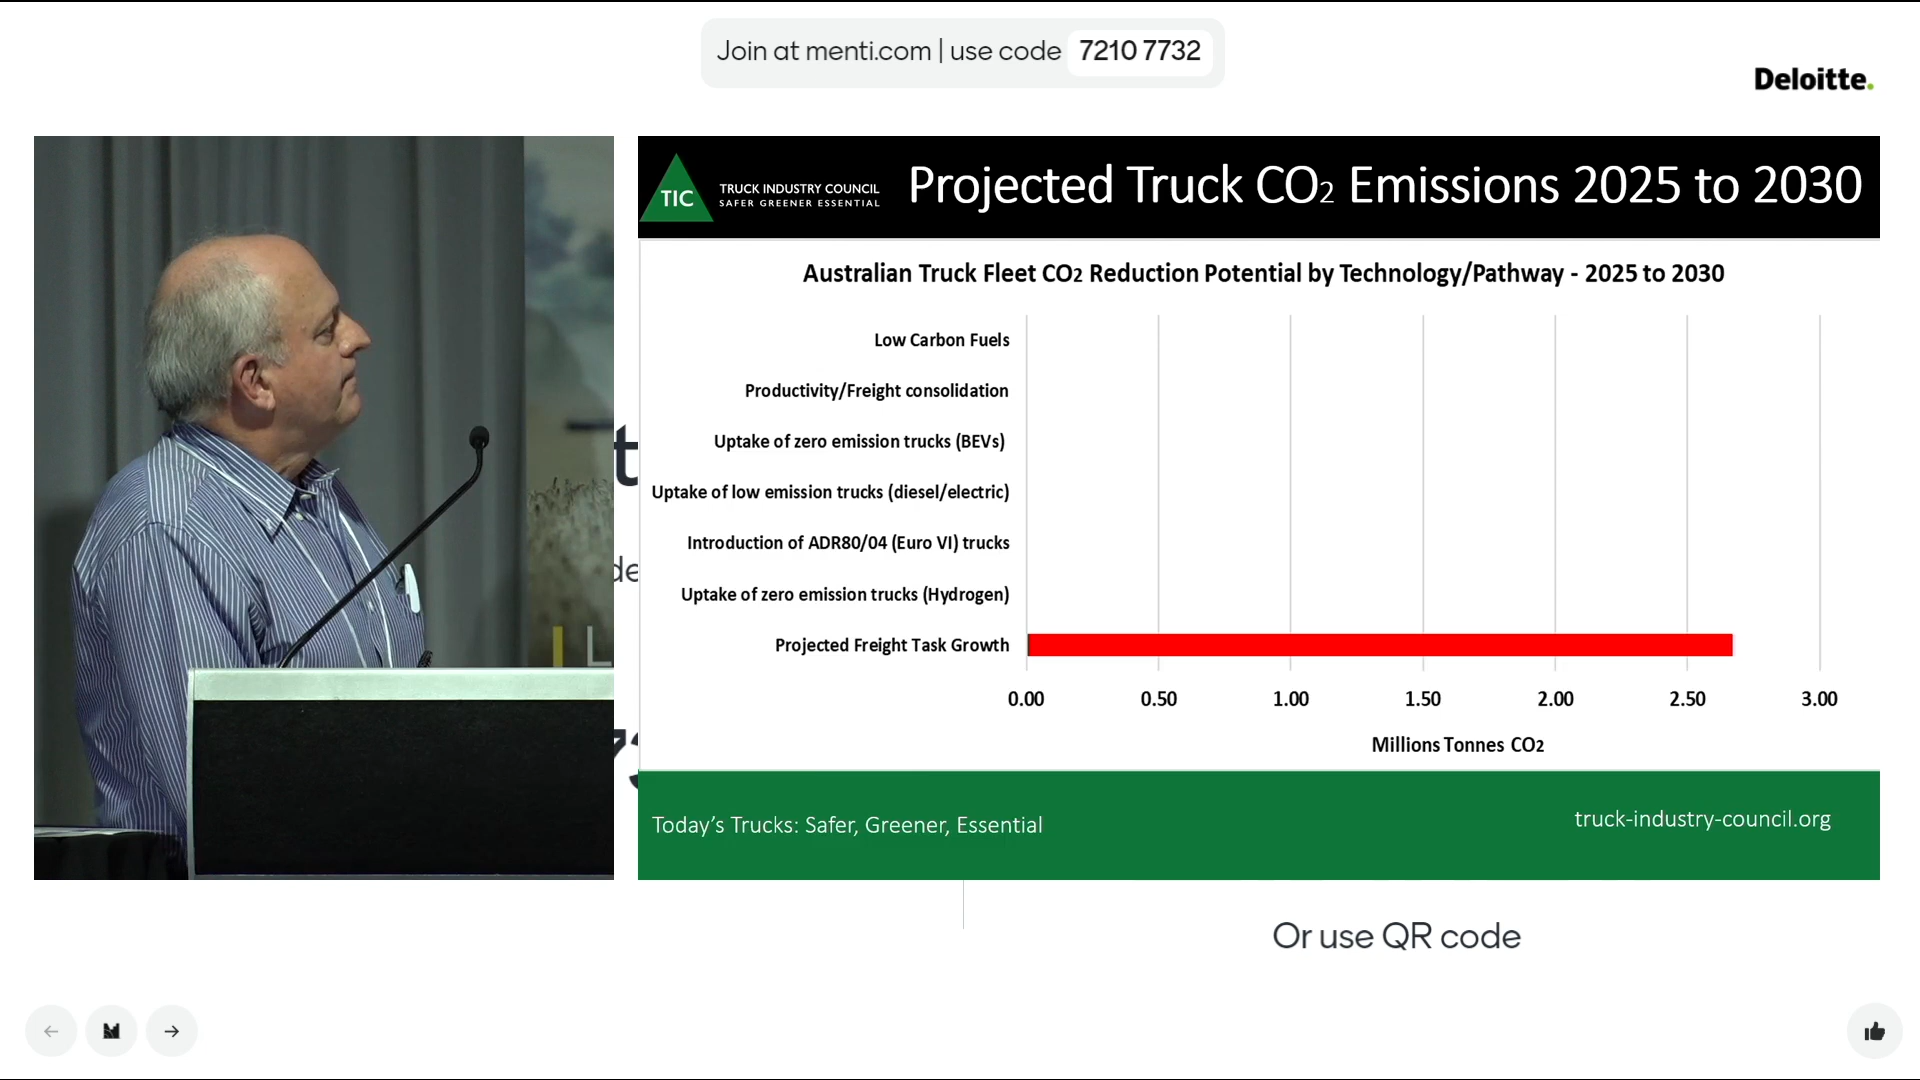 Join at menti.com | use code 7210 7732
Deloitte.
TIC
TRUCK INDUSTRY COUNCIL
SAFER GREENER ESSENTIAL
Projected Truck CO2 Emissions 2025 to 2030
Australian Truck Fleet CO2 Reduction Potential by Technology/Pathway - 2025 to 2030
Low Carbon Fuels
Productivity/Freight consolidation
Uptake of zero emission trucks (BEVs)
Uptake of low emission trucks (diesel/electric)
Introduction of ADR80/04 (Euro VI) trucks
Uptake of zero emission trucks (Hydrogen)
Projected Freight Task Growth
0.00 0.50 1.00 1.50 2.00 2.50 3.00
Millions Tonnes CO2
Today's Trucks: Safer, Greener, Essential
truck-industry-council.org
Or use QR code